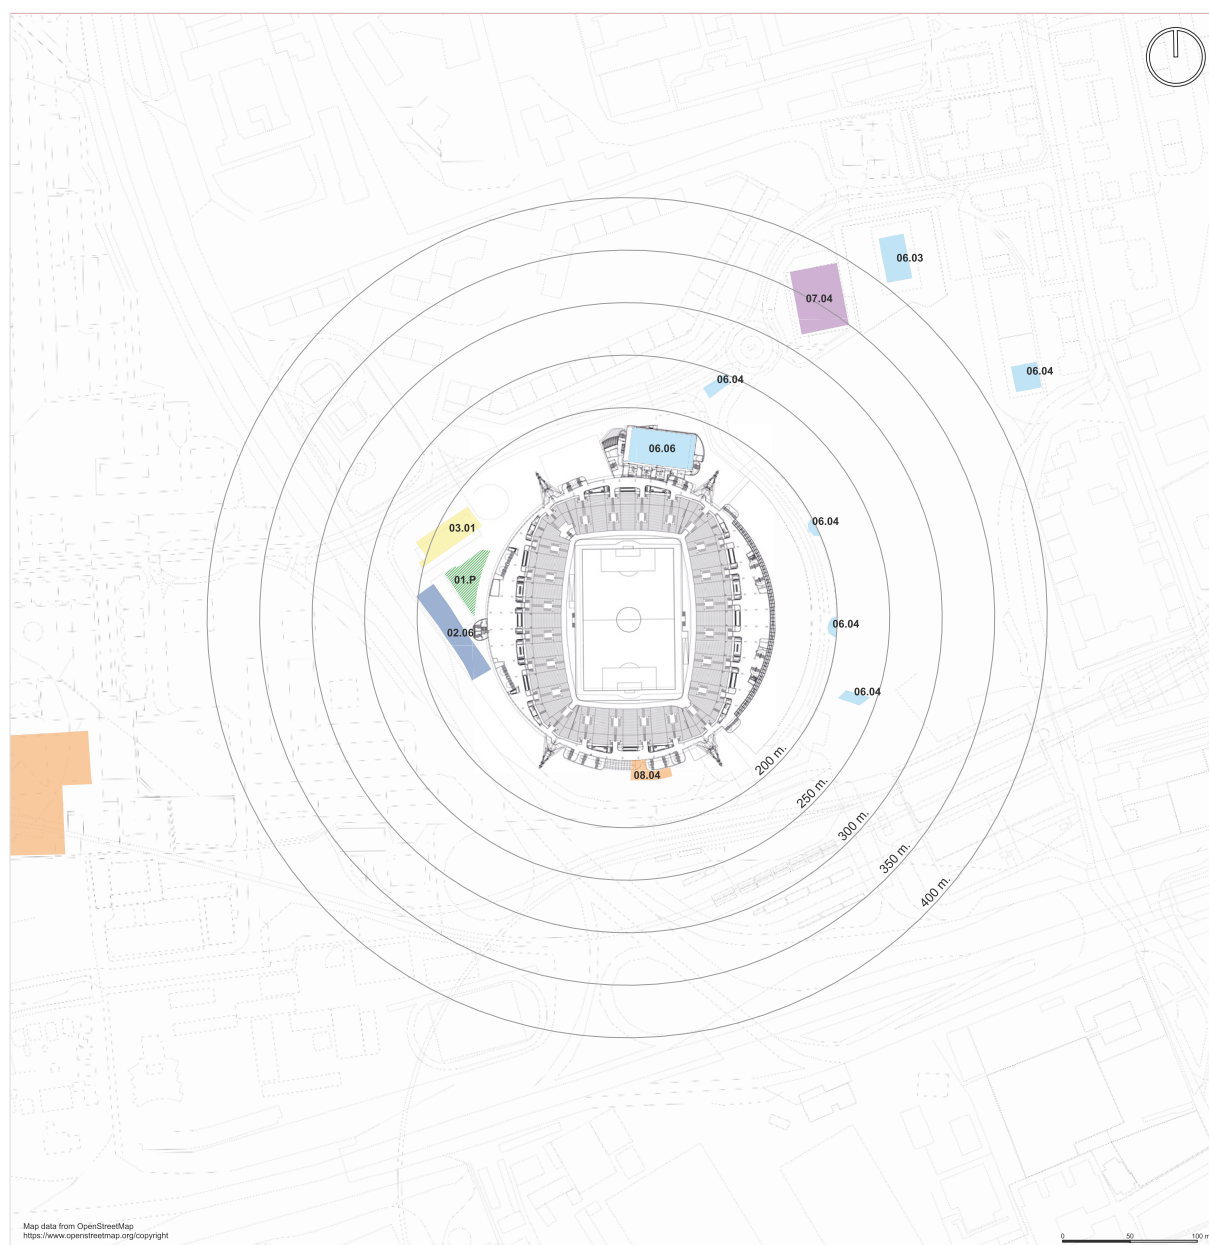 06.03
07.04
06.04
06.04
06.06
06.04
03.01
01.P
06.04
02.06
06.04
200 m.
08.04
250 m.
300 m.
350 m.
400 m.
Map data from OpenStreetMap
https://www.openstreetmap.org/copyright
0 50 100 m